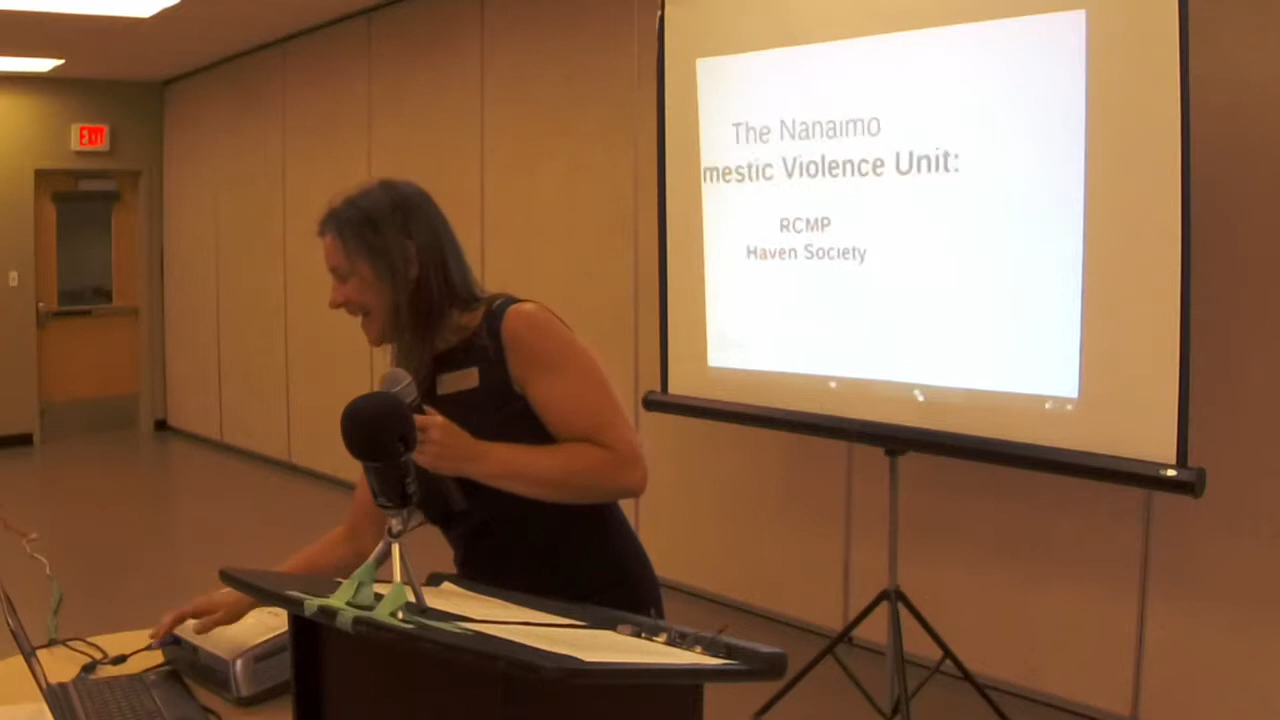 EXIT
The Nanaimo
mestic Violence Unit:
RCMP
Haven Society